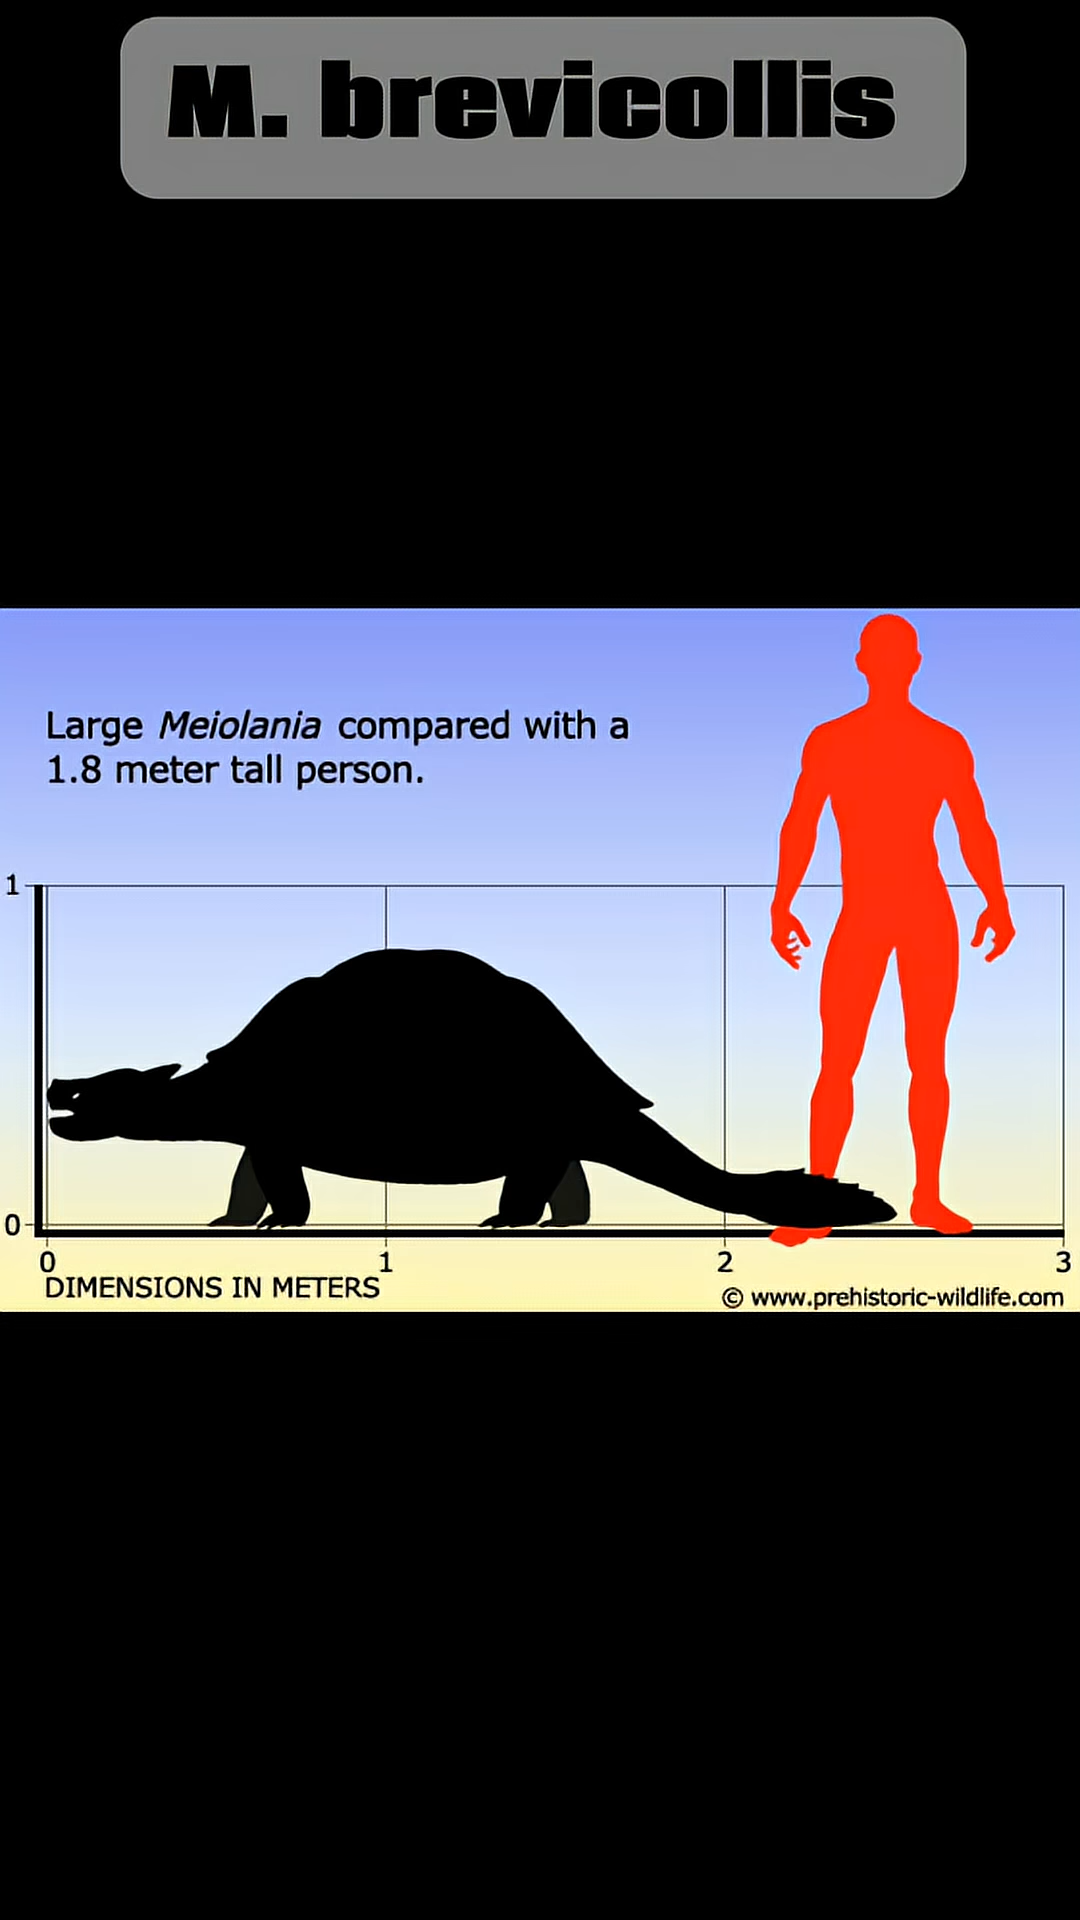 M. brevicollis
Large Meiolania compared with a
1.8 meter tall person.
1
0
0 1 2 3
DIMENSIONS IN METERS
© www.prehistoric-wildlife.com